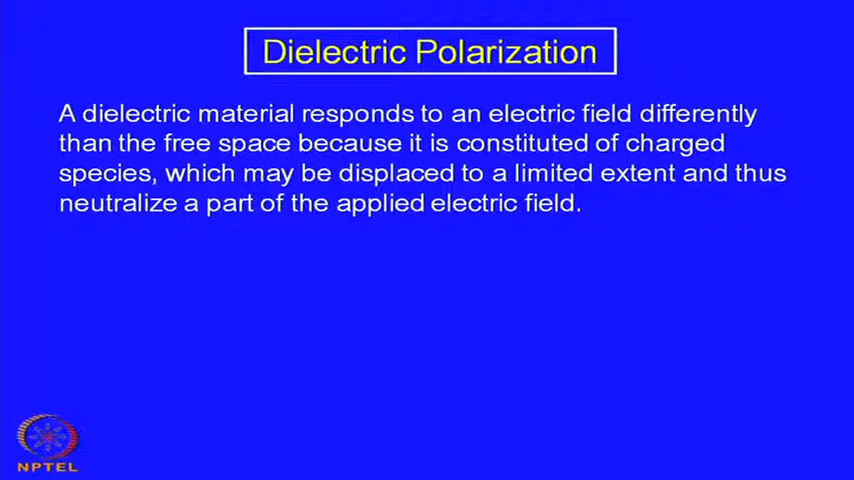 Dielectric Polarization
A dielectric material responds to an electric field differently
than the free space because it is constituted of charged
species, which may be displaced to a limited extent and thus
neutralize a part of the applied electric field.
NPTEL